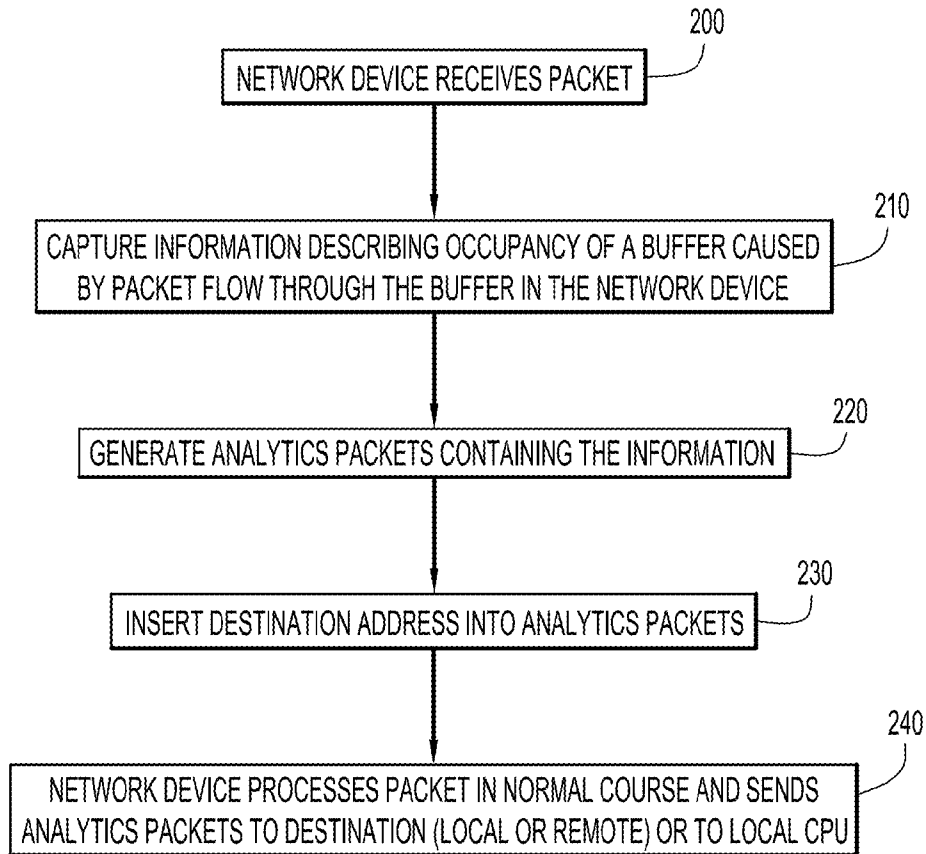 200
NETWORK DEVICE RECEIVES PACKET
210
CAPTURE INFORMATION DESCRIBING OCCUPANCY OF A BUFFER CAUSED
BY PACKET FLOW THROUGH THE BUFFER IN THE NETWORK DEVICE
220
GENERATE ANALYTICS PACKETS CONTAINING THE INFORMATION
230
INSERT DESTINATION ADDRESS INTO ANALYTICS PACKETS
240
NETWORK DEVICE PROCESSES PACKET IN NORMAL COURSE AND SENDS
ANALYTICS PACKETS TO DESTINATION (LOCAL OR REMOTE) OR TO LOCAL CPU